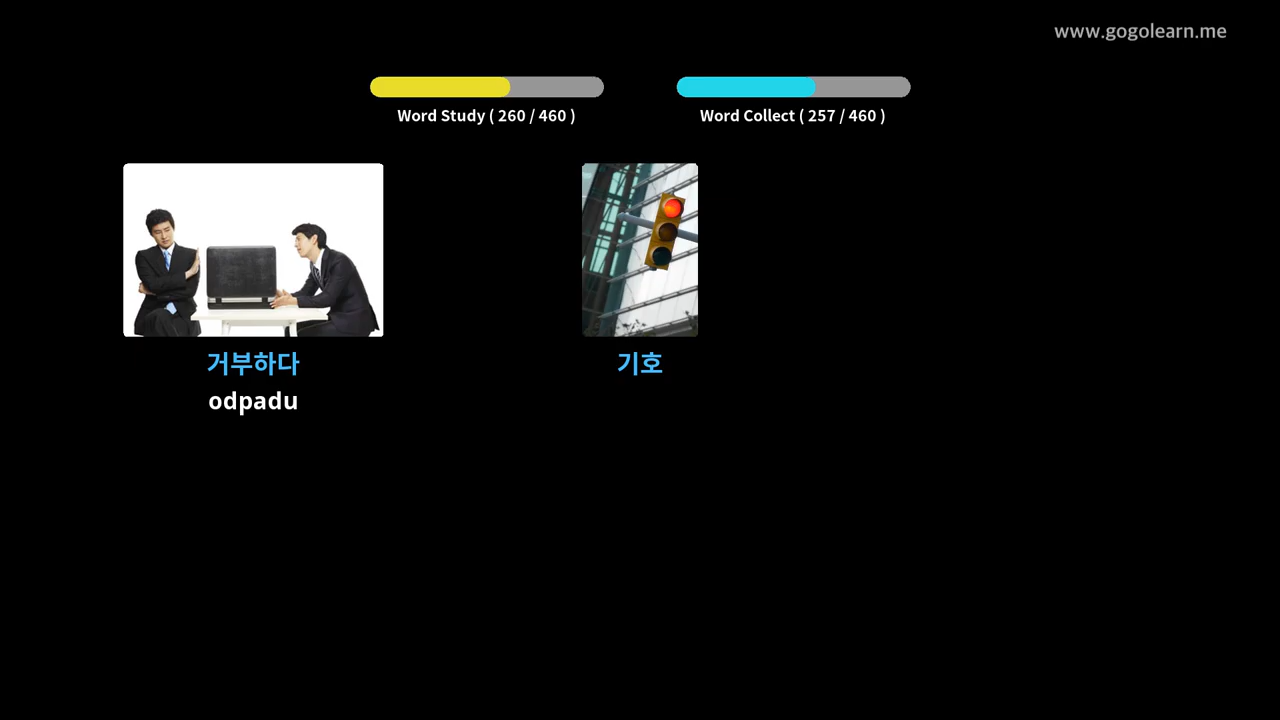 www.gogolearn.me
Word Study ( 260 / 460 )
Word Collect ( 257 / 460 )
거부하다
odpadu
기호